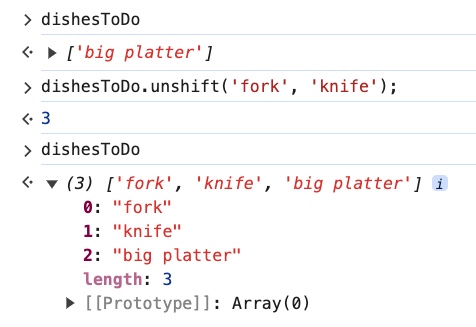 > dishesToDo
<· ▶ ['big platter']
> dishesToDo.unshift('fork', 'knife');
<· 3
> dishesToDo
<· ▼ (3) ['fork', 'knife', 'big platter'] i
0: "fork"
1: "knife"
2: "big platter"
length: 3
▶ [[Prototype]]: Array(0)